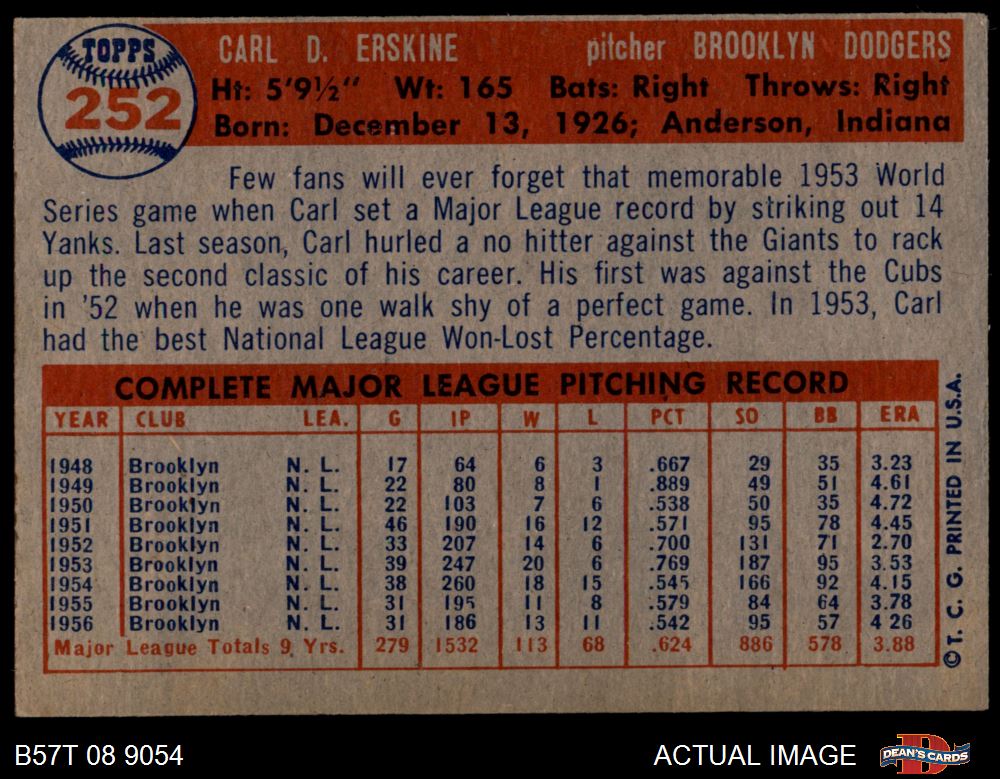 TOPPS
252
CARL D. ERSKINE pitcher BROOKLYN DODGERS
Ht: 5'9½" Wt: 165 Bats: Right Throws: Right
Born: December 13, 1926; Anderson, Indiana
Few fans will ever forget that memorable 1953 World
Series game when Carl set a Major League record by striking out 14
Yanks. Last season, Carl hurled a no hitter against the Giants to rack
up the second classic of his career. His first was against the Cubs
in '52 when he was one walk shy of a perfect game. In 1953, Carl
had the best National League Won-Lost Percentage.
COMPLETE MAJOR LEAGUE PITCHING RECORD
YEAR CLUB LEA. G IP W L PCT SO BB ERA
1948 Brooklyn N. L. 17 64 6 3 .667 29 35 3.23
1949 Brooklyn N. L. 22 80 8 1 .889 49 51 4.61
1950 Brooklyn N. L. 22 103 7 6 .538 50 35 4.72
1951 Brooklyn N. L. 46 190 16 12 .571 95 78 4.45
1952 Brooklyn N. L. 33 207 14 6 .700 131 71 2.70
1953 Brooklyn N. L. 39 247 20 6 .769 187 95 3.53
1954 Brooklyn N. L. 38 260 18 15 .545 166 92 4.15
1955 Brooklyn N. L. 31 195 11 8 .579 84 64 3.78
1956 Brooklyn N. L. 31 186 13 11 .542 95 57 4 26
Major League Totals 9 Yrs. 279 1532 113 68 .624 886 578 3.88
© T. C. G. PRINTED IN U.S.A.
B57T 08 9054
ACTUAL IMAGE
DEAN'S CARDS